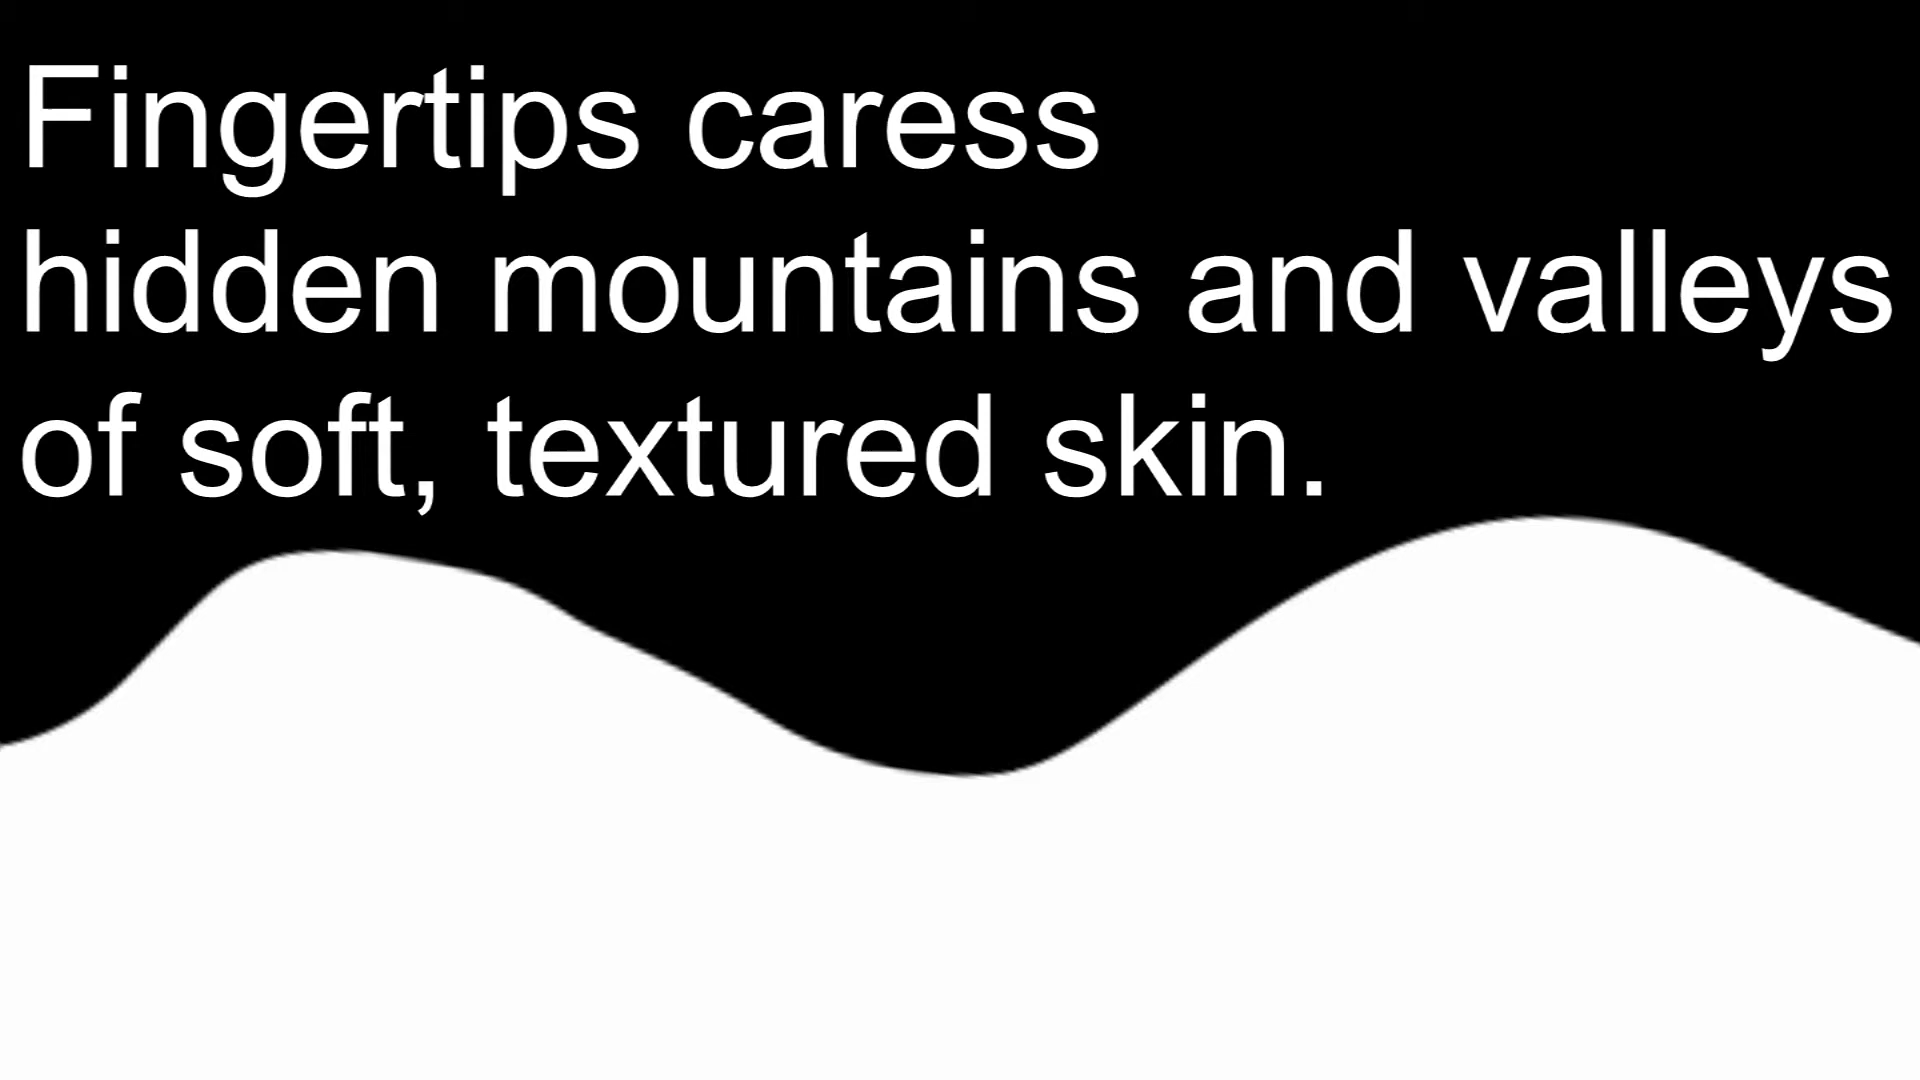 Fingertips caress
hidden mountains and valleys
of soft, textured skin.